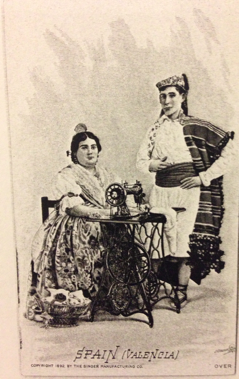 SPAIN (VALENCIA)
COPYRIGHT 1892 BY THE SINGER MANUFACTURING CO.
OVER